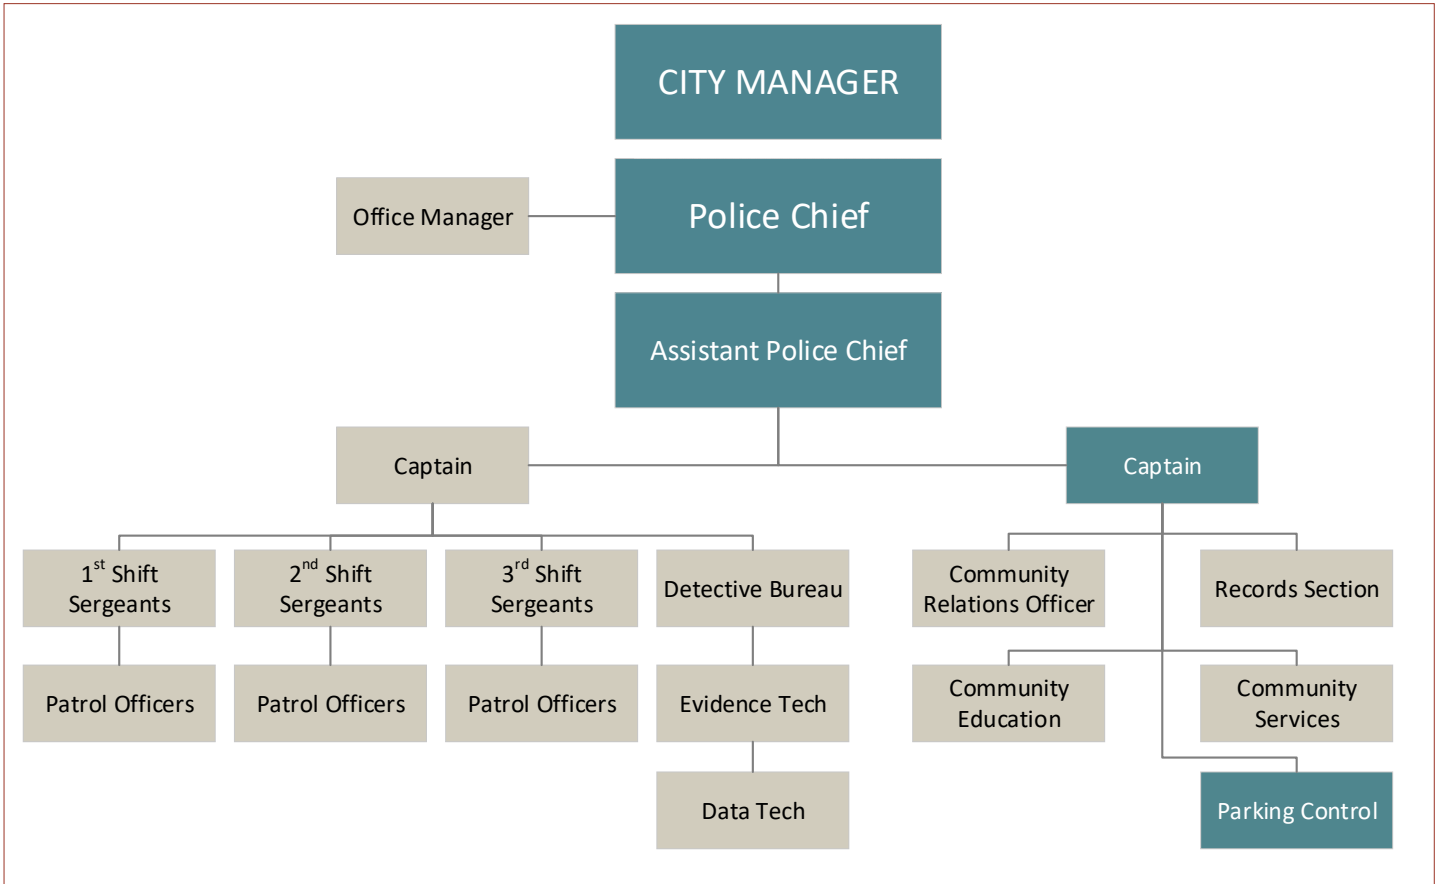 CITY MANAGER
Office Manager
Police Chief
Assistant Police Chief
Captain
Captain
1st Shift
Sergeants
2nd Shift
Sergeants
3rd Shift
Sergeants
Detective Bureau
Community
Relations Officer
Records Section
Patrol Officers
Patrol Officers
Patrol Officers
Evidence Tech
Community
Education
Community
Services
Data Tech
Parking Control